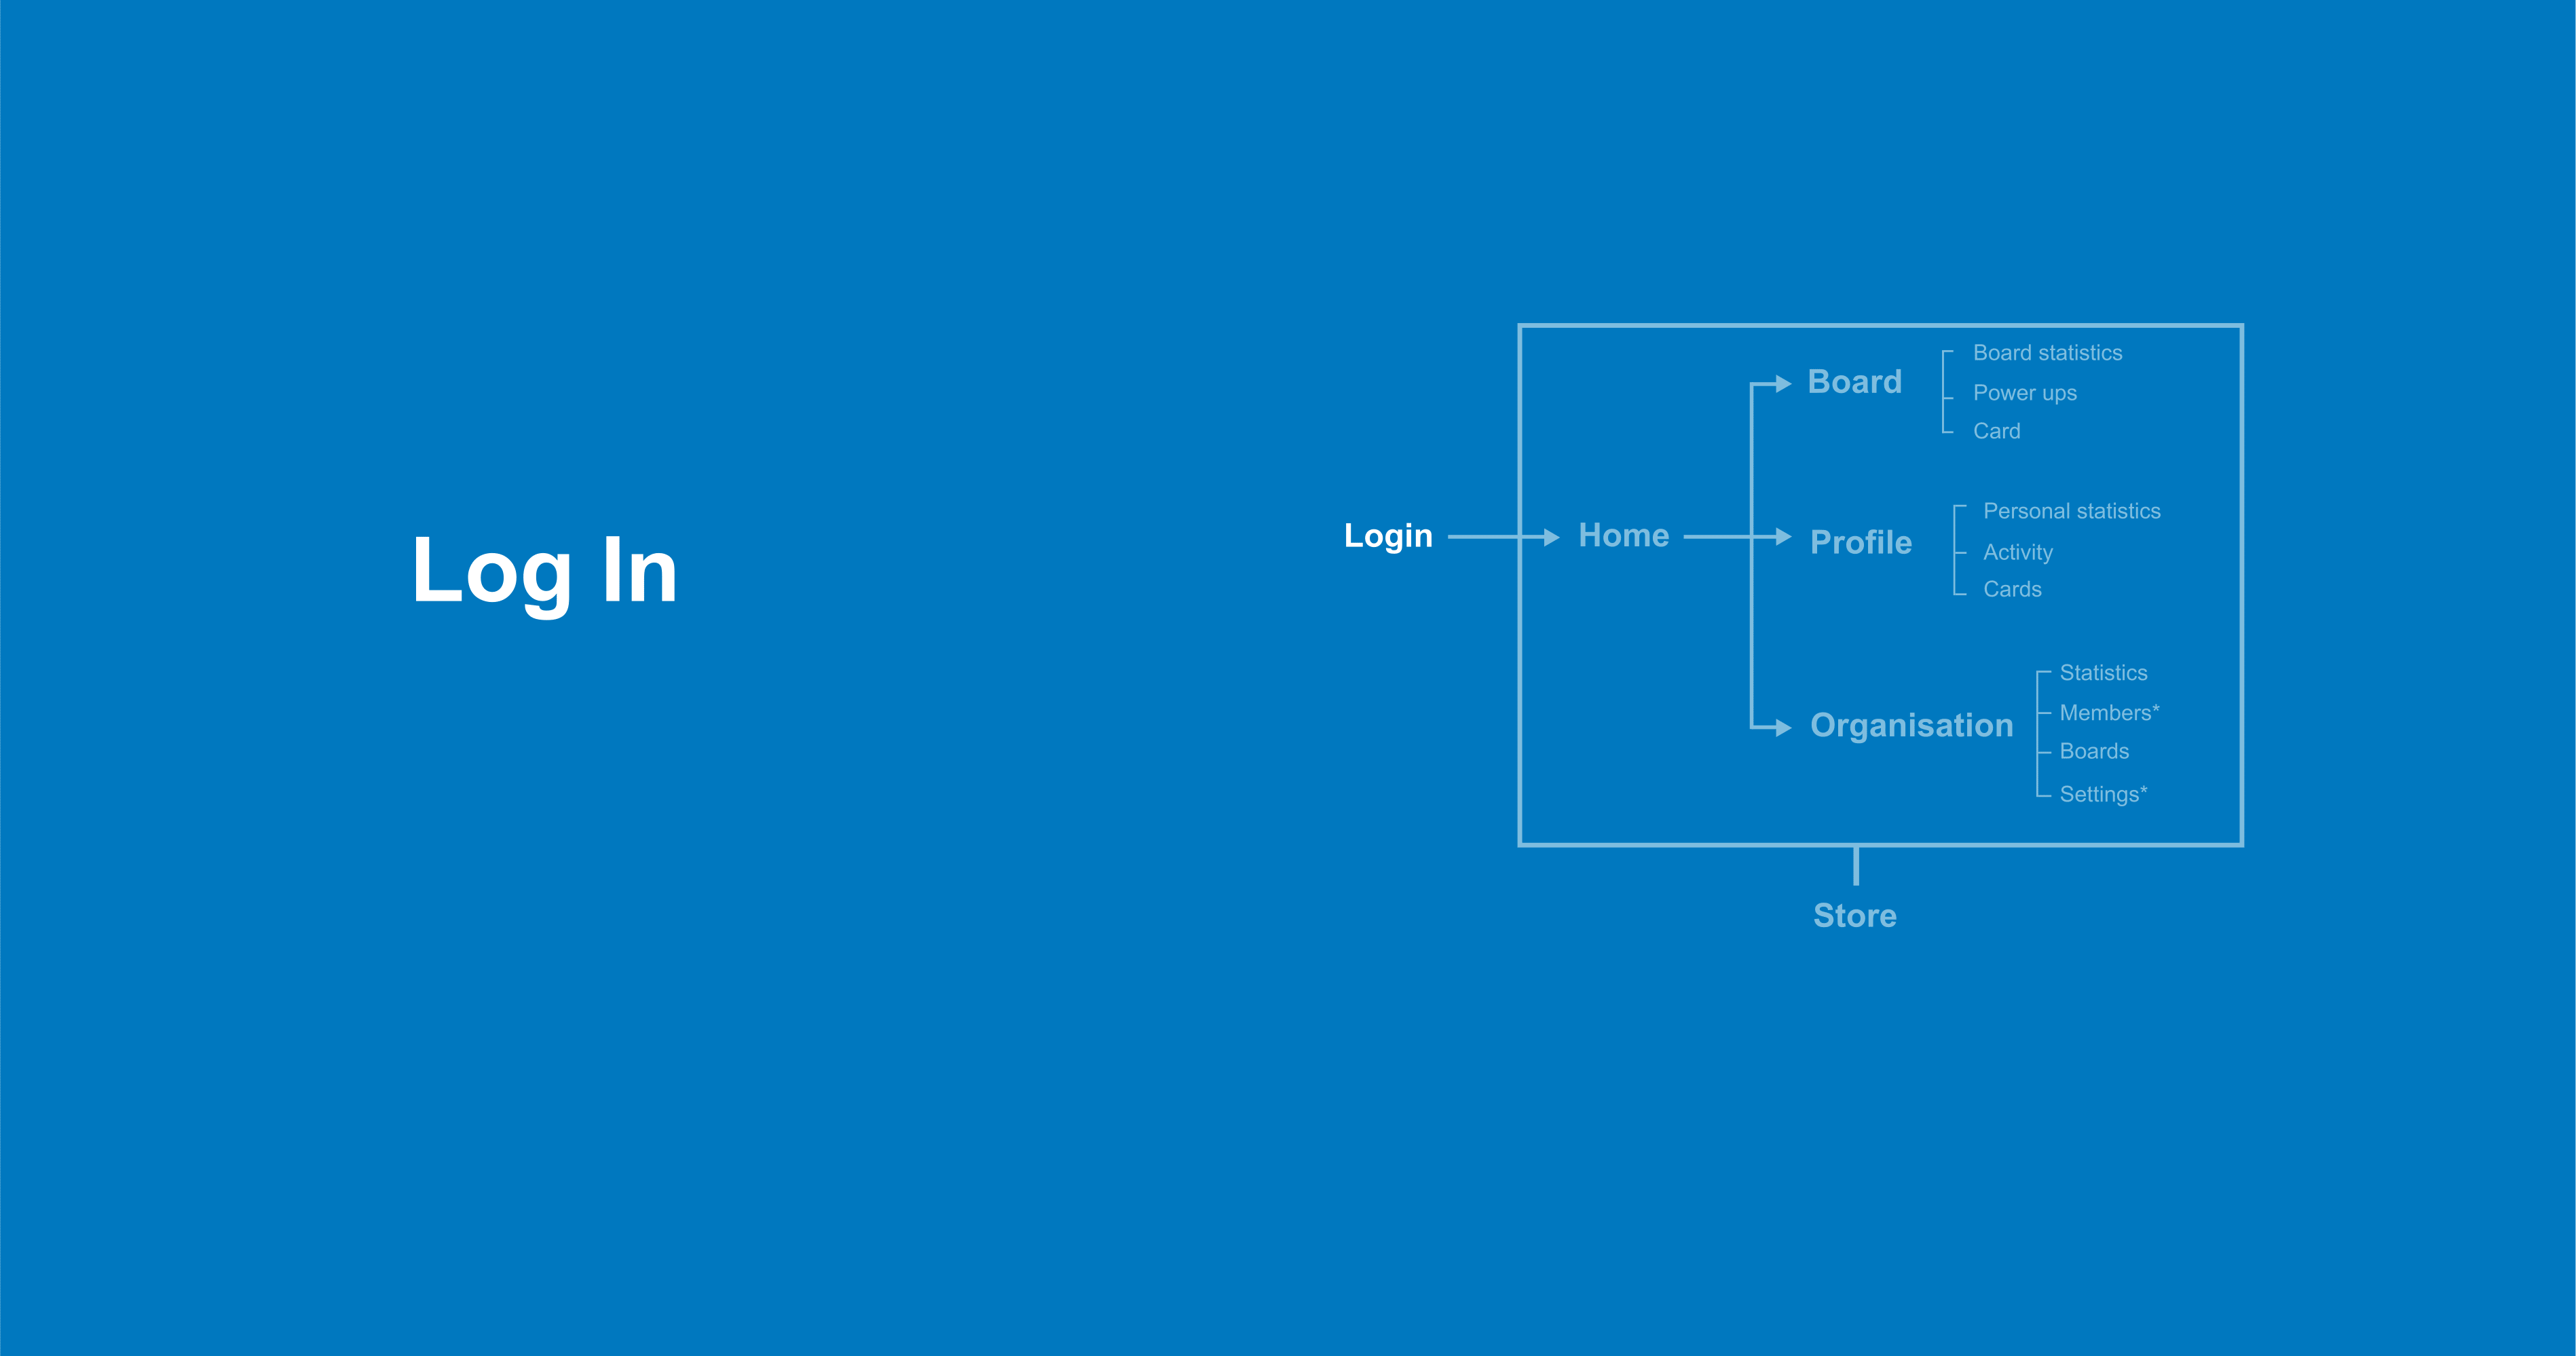 Log In
Login
Home
Board
Board statistics
Power ups
Card
Profile
Personal statistics
Activity
Cards
Organisation
Statistics
Members*
Boards
Settings*
Store